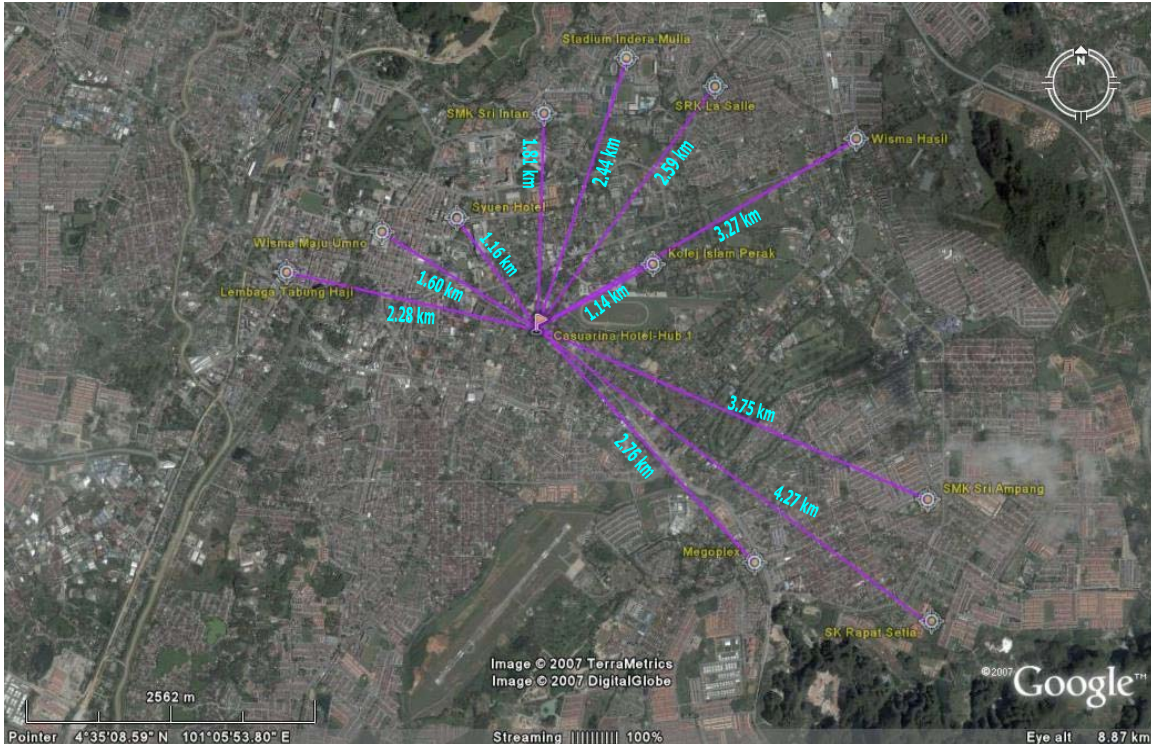 Stadium Indera Mulia
N
SRK La Salle
SMK Sri Intan
Wisma Hasil
1.81 km
2.44 km
2.59 km
3.27 km
Syuen Hotel
Wisma Maju Umno
1.16 km
Kolej Islam Perak
Lembaga Tabung Haji
1.60 km
1.14 km
2.28 km
Casuarina Hotel-Hub 1
3.75 km
2.76 km
4.27 km
SMK Sri Ampang
Megoplex
SK Rapat Setia
Image © 2007 TerraMetrics
Image © 2007 DigitalGlobe
©2007 Google™
2562 m
Pointer 4°35'08.59" N 101°05'53.80" E
Streaming ||||||||| 100%
Eye alt 8.87 km